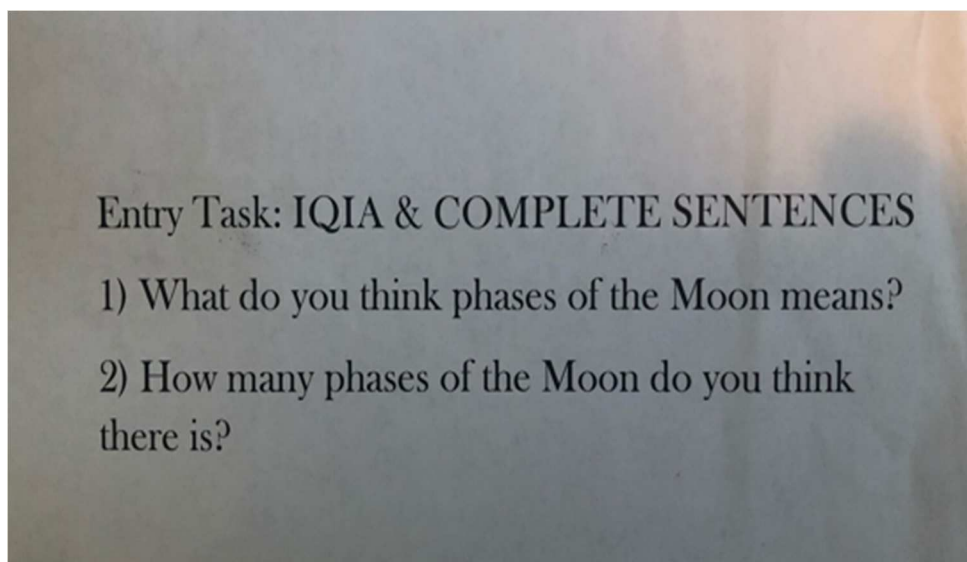 Entry Task: IQIA & COMPLETE SENTENCES
1) What do you think phases of the Moon means?
2) How many phases of the Moon do you think
there is?